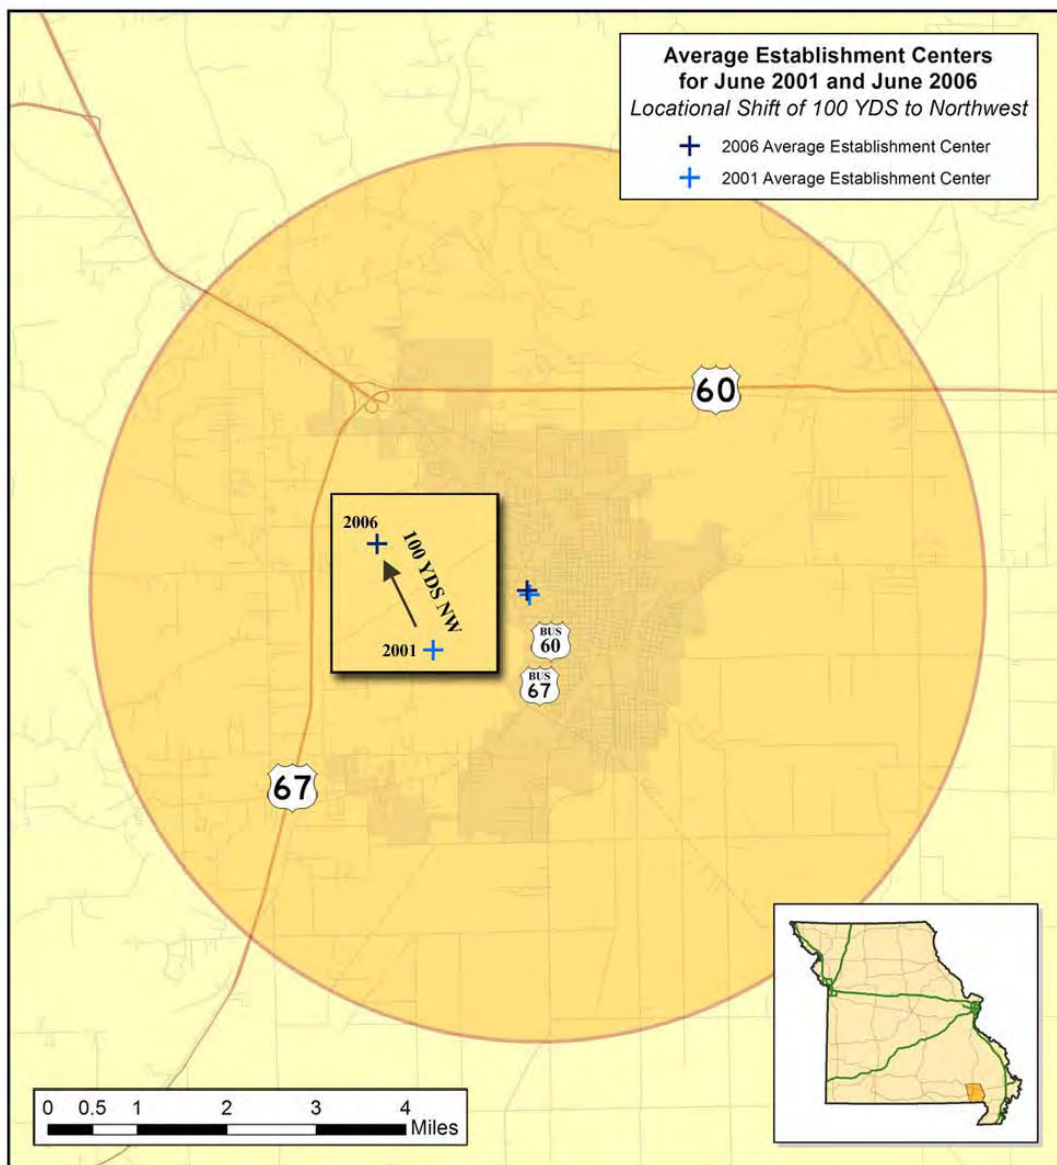 Average Establishment Centers
for June 2001 and June 2006
Locational Shift of 100 YDS to Northwest
2006 Average Establishment Center
2001 Average Establishment Center
60
2006
100 YDS NW
2001
BUS
60
BUS
67
67
0 0.5 1 2 3 4
Miles